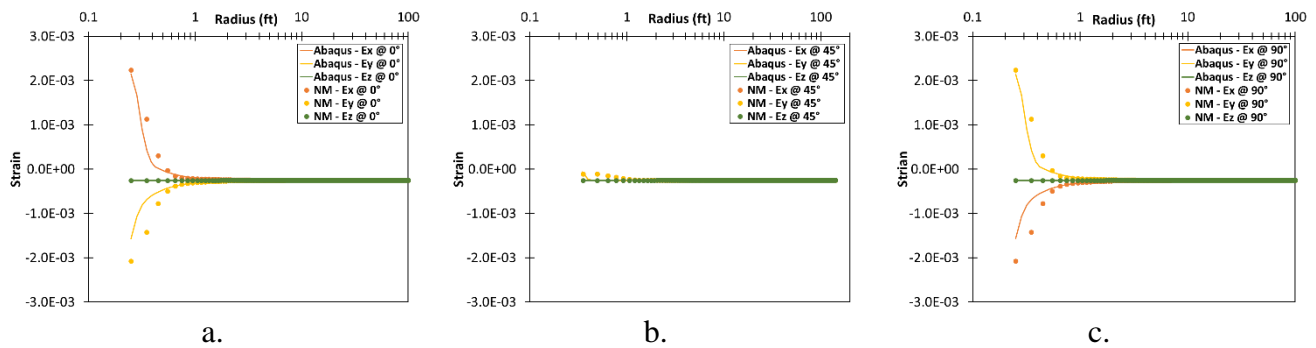 Radius (ft)
0.1 1 10 100
3.0E-03
2.0E-03
1.0E-03
0.0E+00
-1.0E-03
-2.0E-03
-3.0E-03
Strain
Abaqus - Ex @ 0°
Abaqus - Ey @ 0°
Abaqus - Ez @ 0°
NM - Ex @ 0°
NM - Ey @ 0°
NM - Ez @ 0°
a.
Radius (ft)
0.1 1 10 100
3.0E-03
2.0E-03
1.0E-03
0.0E+00
-1.0E-03
-2.0E-03
-3.0E-03
Strain
Abaqus - Ex @ 45°
Abaqus - Ey @ 45°
Abaqus - Ez @ 45°
NM - Ex @ 45°
NM - Ey @ 45°
NM - Ez @ 45°
b.
Radius (ft)
0.1 1 10 100
3.0E-03
2.0E-03
1.0E-03
0.0E+00
-1.0E-03
-2.0E-03
-3.0E-03
Strian
Abaqus - Ex @ 90°
Abaqus - Ey @ 90°
Abaqus - Ez @ 90°
NM - Ex @ 90°
NM - Ey @ 90°
NM - Ez @ 90°
c.